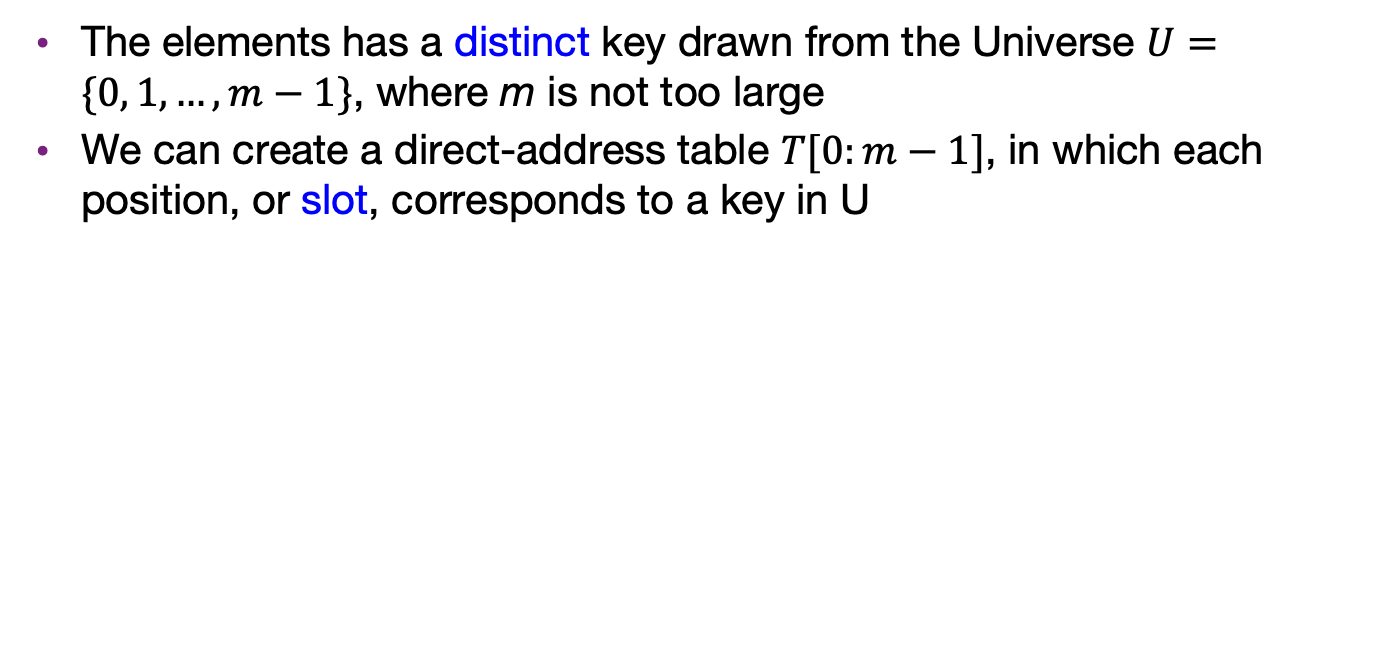 • The elements has a distinct key drawn from the Universe U =
{0, 1, … , m − 1}, where m is not too large
• We can create a direct-address table T[0: m − 1], in which each
position, or slot, corresponds to a key in U